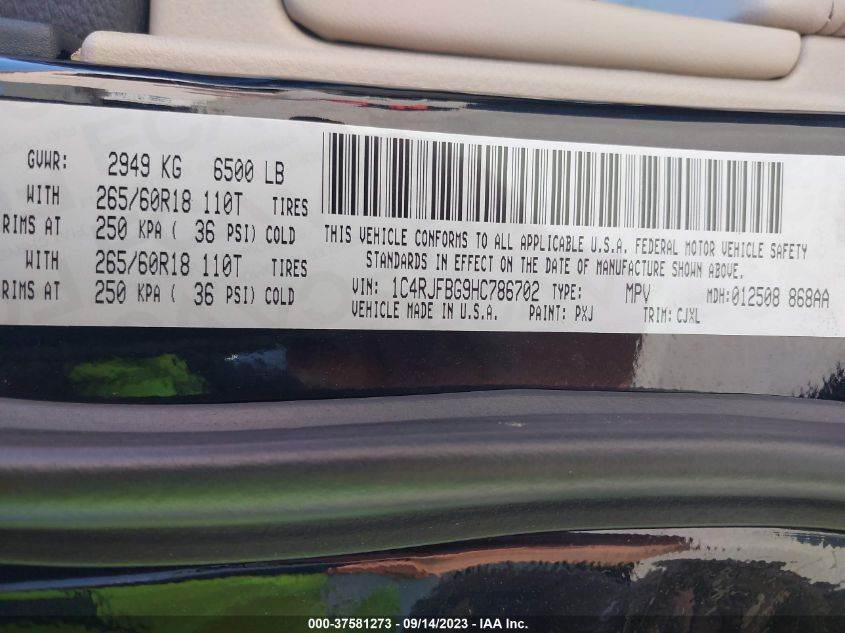 GVWR: 2949 KG 6500 LB
WITH 265/60R18 110T TIRES
RIMS AT 250 KPA ( 36 PSI) COLD
WITH 265/60R18 110T TIRES
RIMS AT 250 KPA ( 36 PSI) COLD
THIS VEHICLE CONFORMS TO ALL APPLICABLE U.S.A. FEDERAL MOTOR VEHICLE SAFETY
STANDARDS IN EFFECT ON THE DATE OF MANUFACTURE SHOWN ABOVE.
VIN: 1C4RJFBG9HC786702 TYPE: MPV MDH:012508 868AA
VEHICLE MADE IN U.S.A. PAINT: PXJ TRIM: CJXL
000-37581273 - 09/14/2023 - IAA Inc.